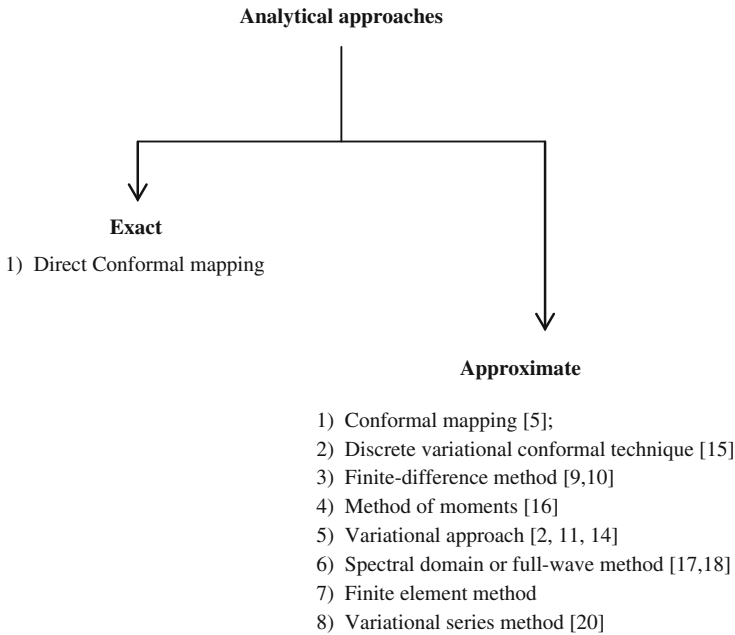 Analytical approaches
Exact
1) Direct Conformal mapping
Approximate
1) Conformal mapping [5];
2) Discrete variational conformal technique [15]
3) Finite-difference method [9,10]
4) Method of moments [16]
5) Variational approach [2, 11, 14]
6) Spectral domain or full-wave method [17,18]
7) Finite element method
8) Variational series method [20]